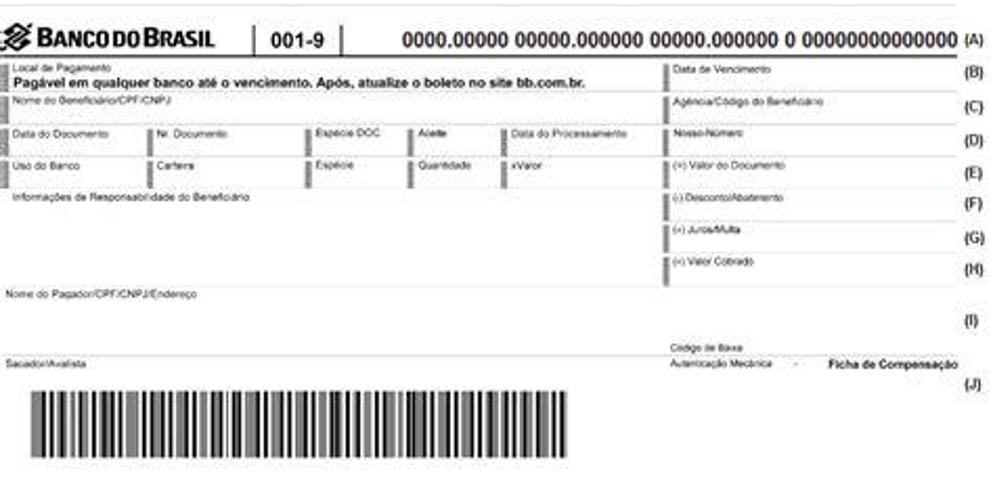 BANCO DO BRASIL 001-9 0000.00000 00000.000000 00000.000000 0 00000000000000 (A)
Local de Pagamento Data de Vencimento (B)
Pagável em qualquer banco até o vencimento. Após, atualize o boleto no site bb.com.br.
Nome do Beneficiário/CPF/CNPJ Agência/Código do Beneficiário (C)
Data do Documento Nr. Documento Espécie DOC Aceite Data do Processamento Nosso-Número (D)
Uso do Banco Carteira Espécie Quantidade xValor (=) Valor do Documento (E)
Informações de Responsabilidade do Beneficiário (-) Desconto/Abatimento (F)
(+) Juros/Multa (G)
(=) Valor Cobrado (H)
Nome do Pagador/CPF/CNPJ/Endereço
(I)
Código de Baixa
Sacador/Avalista Autenticação Mecânica - Ficha de Compensação
(J)